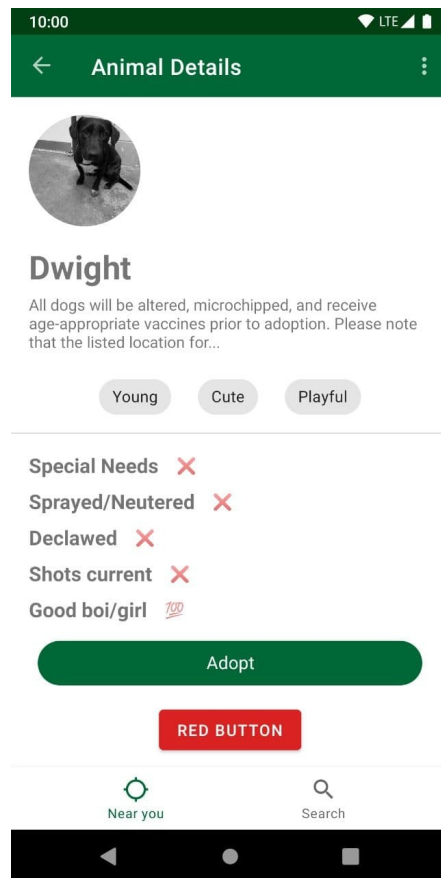 10:00 LTE
Animal Details
Dwight
All dogs will be altered, microchipped, and receive
age-appropriate vaccines prior to adoption. Please note
that the listed location for...
Young Cute Playful
Special Needs ❌
Sprayed/Neutered ❌
Declawed ❌
Shots current ❌
Good boi/girl 💯
Adopt
RED BUTTON
Near you Search